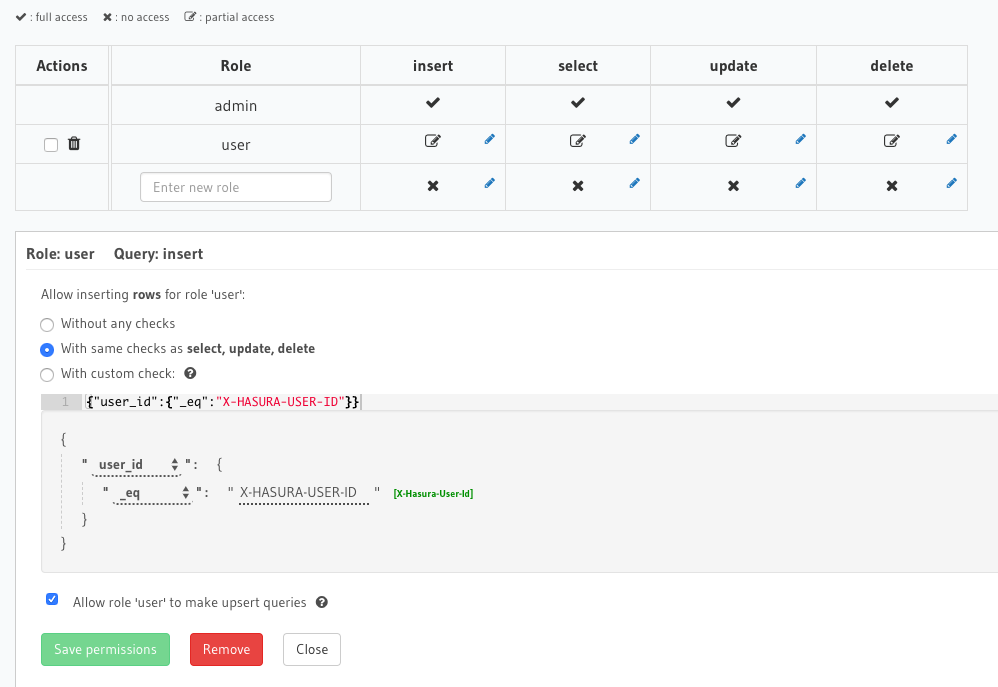 : full access : no access : partial access
Actions Role insert select update delete
admin
user
Enter new role
Role: user Query: insert
Allow inserting rows for role 'user':
Without any checks
With same checks as select, update, delete
With custom check:
1 {"user_id":{"_eq":"X-HASURA-USER-ID"}}
{
" user_id " : {
" _eq " : " X-HASURA-USER-ID " [X-Hasura-User-Id]
}
}
Allow role 'user' to make upsert queries
Save permissions Remove Close